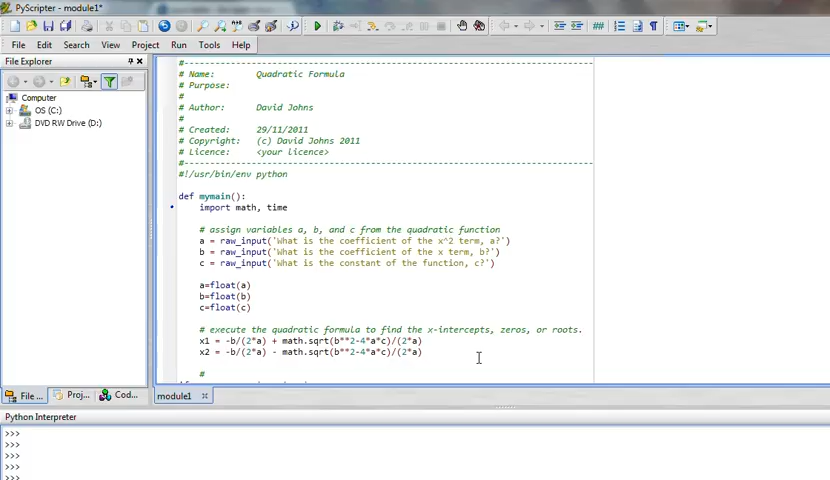 PyScripter - module1*
File Edit Search View Project Run Tools Help
File Explorer
Computer
OS (C:)
DVD RW Drive (D:)
File ... Proj... Cod...
#-------------------------------------------------------------------------------
# Name:        Quadratic Formula
# Purpose:
#
# Author:      David Johns
#
# Created:     29/11/2011
# Copyright:   (c) David Johns 2011
# Licence:     <your licence>
#-------------------------------------------------------------------------------
#!/usr/bin/env python
def mymain():
    import math, time
    # assign variables a, b, and c from the quadratic function
    a = raw_input('What is the coefficient of the x^2 term, a?')
    b = raw_input('What is the coefficient of the x term, b?')
    c = raw_input('What is the constant of the function, c?')
    a=float(a)
    b=float(b)
    c=float(c)
    # execute the quadratic formula to find the x-intercepts, zeros, or roots.
    x1 = -b/(2*a) + math.sqrt(b**2-4*a*c)/(2*a)
    x2 = -b/(2*a) - math.sqrt(b**2-4*a*c)/(2*a)
    #
module1
Python Interpreter
>>>
>>>
>>>
>>>
>>>